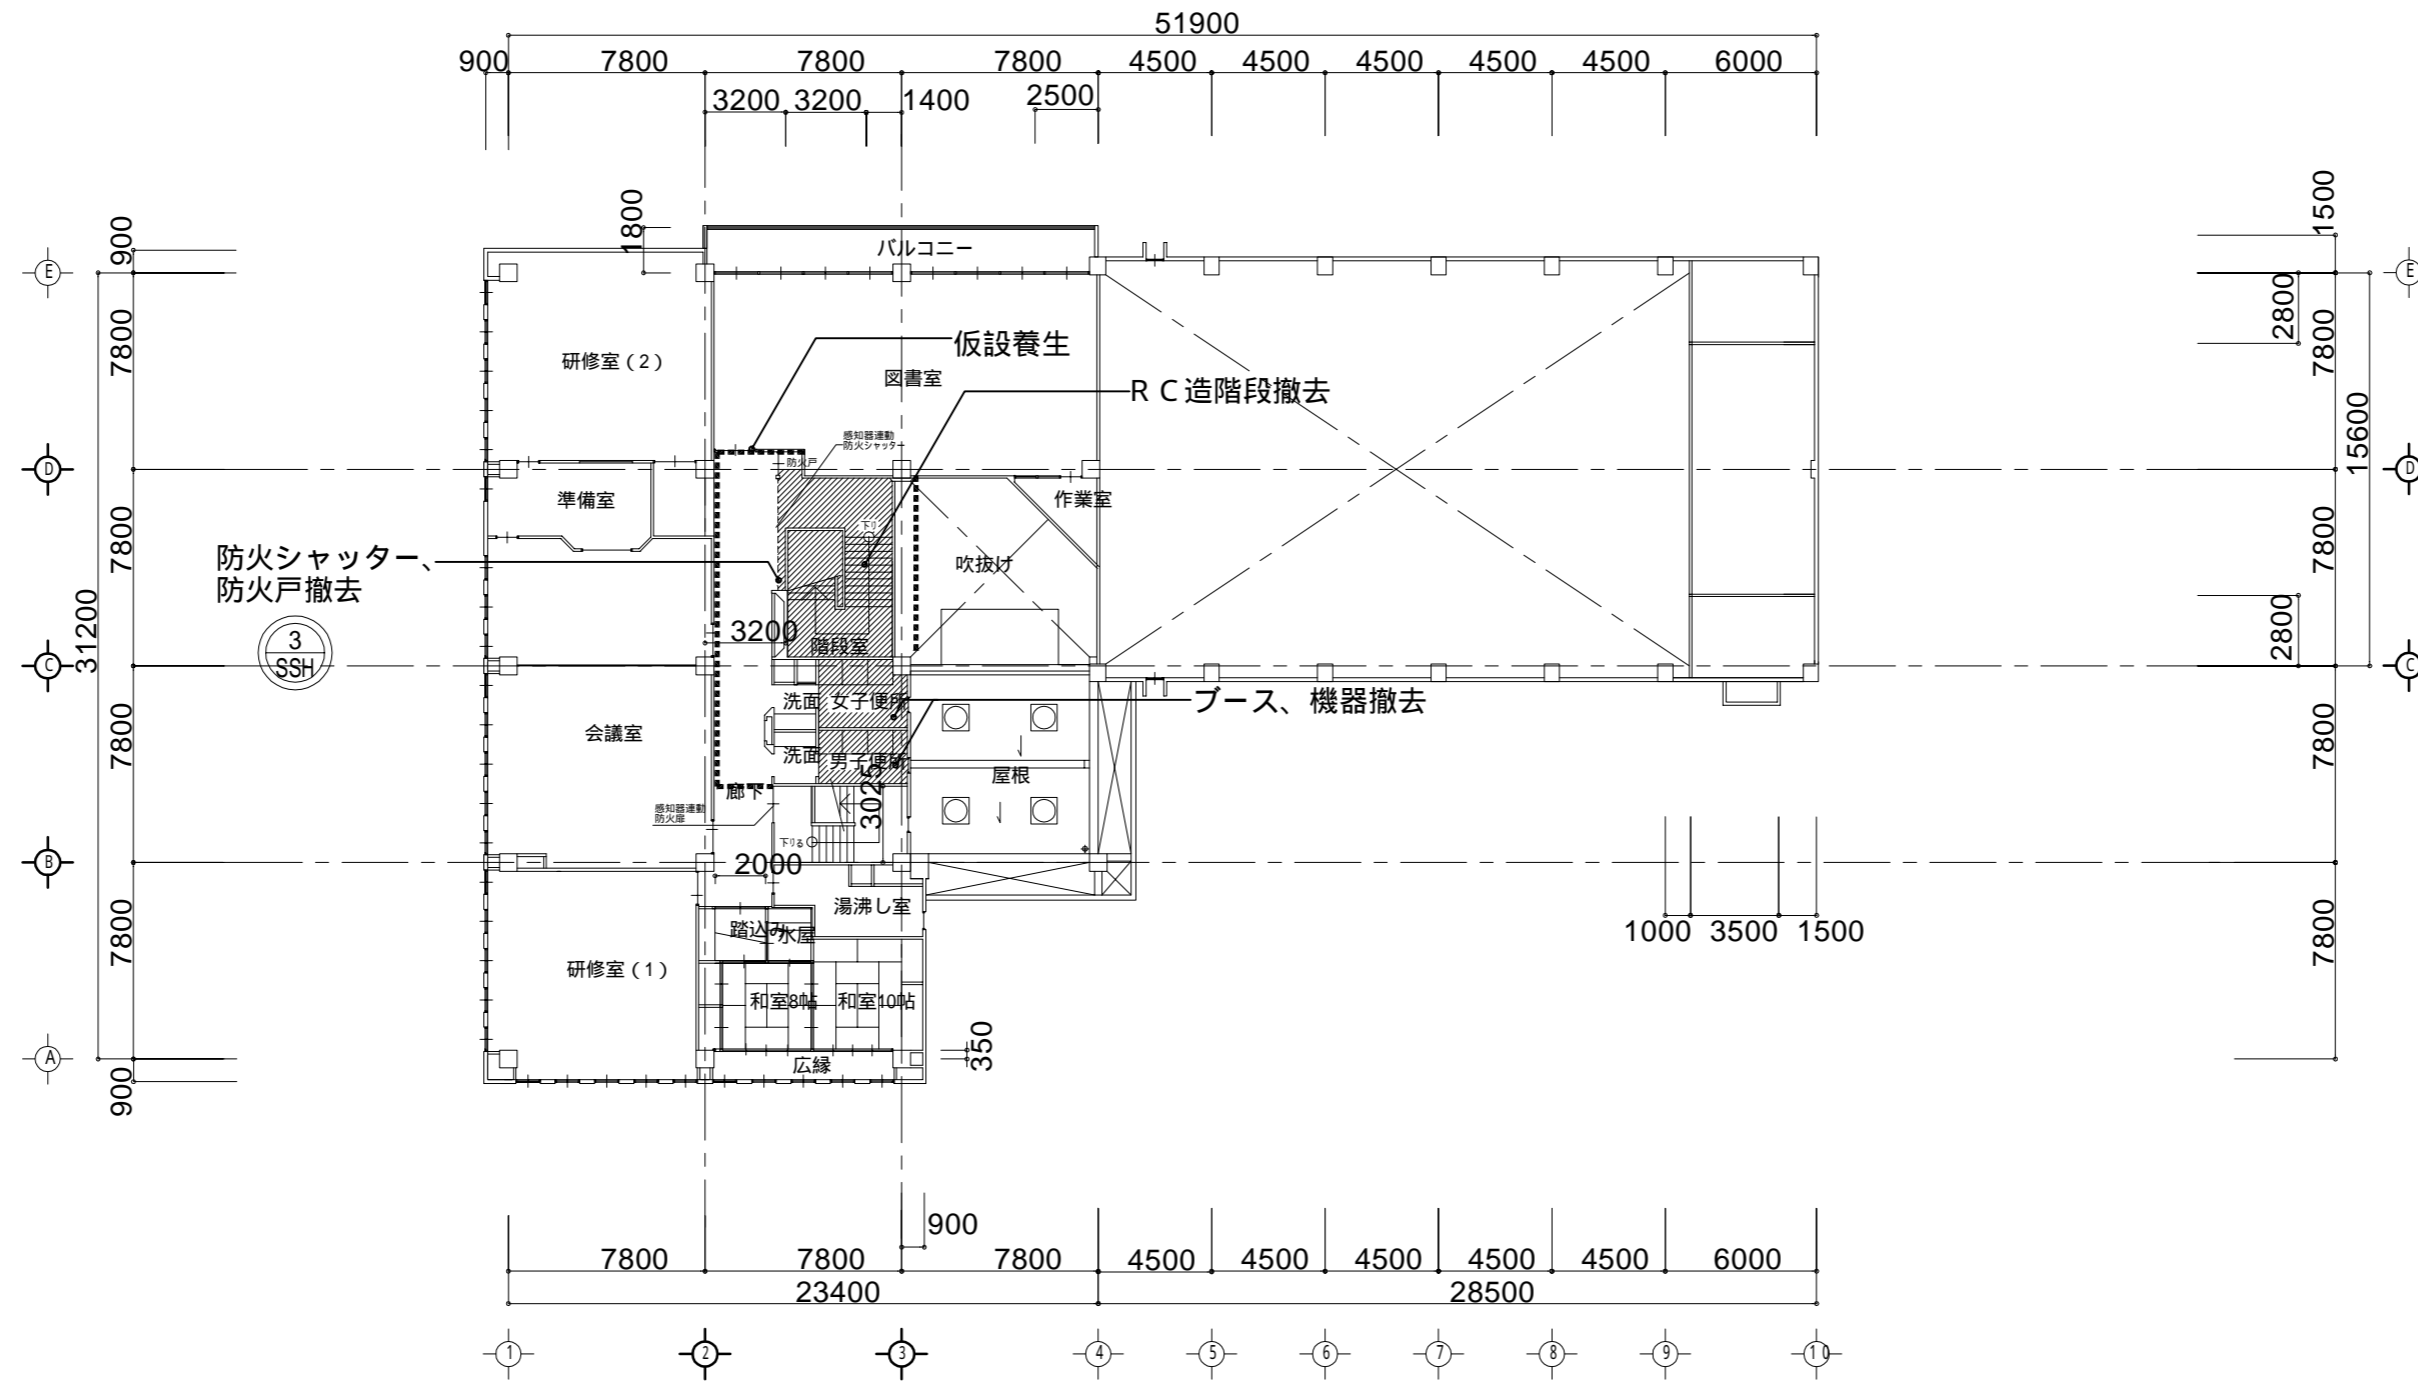 51900
900 7800 7800 7800 4500 4500 4500 4500 4500 6000
3200 3200 1400 2500
1800
900
1500
バルコニー
E
E
2800
7800
7800
仮設養生
研修室（2）
図書室
ＲＣ造階段撤去
15600
感知器連動
防火シャッター
防火戸
D
D
準備室
作業室
下り
7800
7800
防火シャッター、
防火戸撤去
吹抜け
31200
3200
階段室
3
SSH
2800
C
C
洗面 女子便所
ブース、機器撤去
会議室
7800
7800
洗面 男子便所
屋根
廊下
3025
感知器連動
防火扉
下りる
B
B
2000
湯沸し室
踏込み
水屋
7800
7800
1000 3500 1500
研修室（1）
和室8帖 和室10帖
350
A
広縁
900
900
7800 7800 7800 4500 4500 4500 4500 4500 6000
23400 28500
1 2 3 4 5 6 7 8 9 10